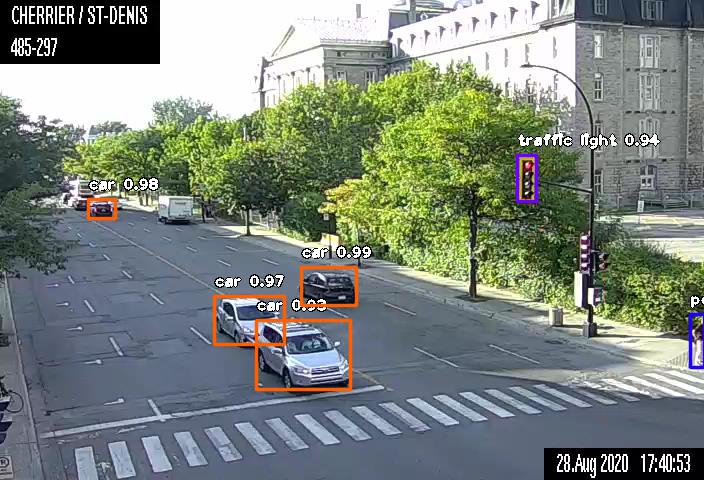 CHERRIER / ST-DENIS
485-297
traffic light 0.94
car 0.98
car 0.99
car 0.97
car 0.93
pe
28.Aug 2020 17:40:53